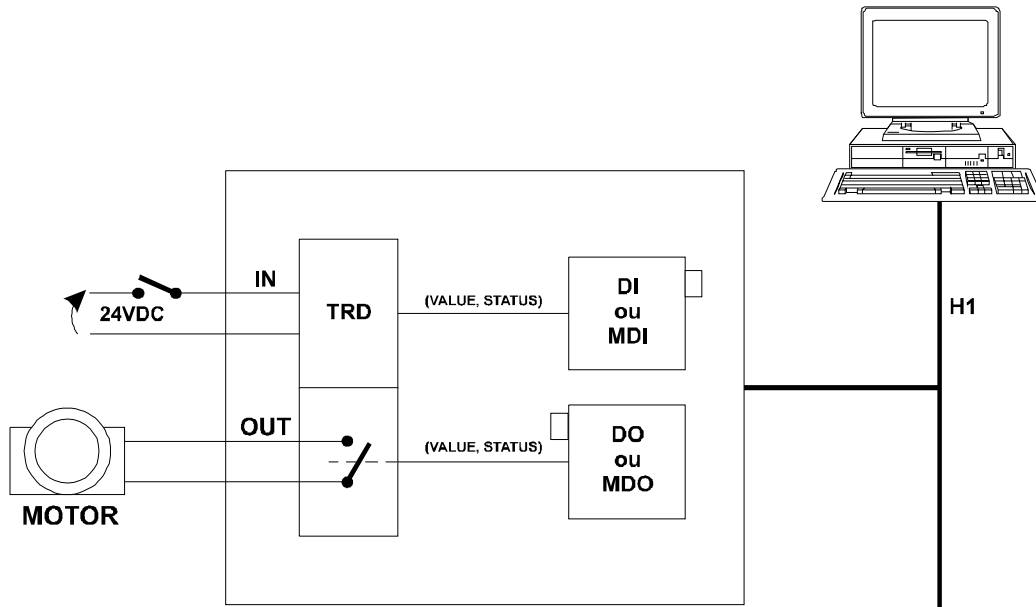 IN
24VDC
TRD
(VALUE, STATUS)
DI
ou
MDI
H1
OUT
(VALUE, STATUS)
DO
ou
MDO
MOTOR